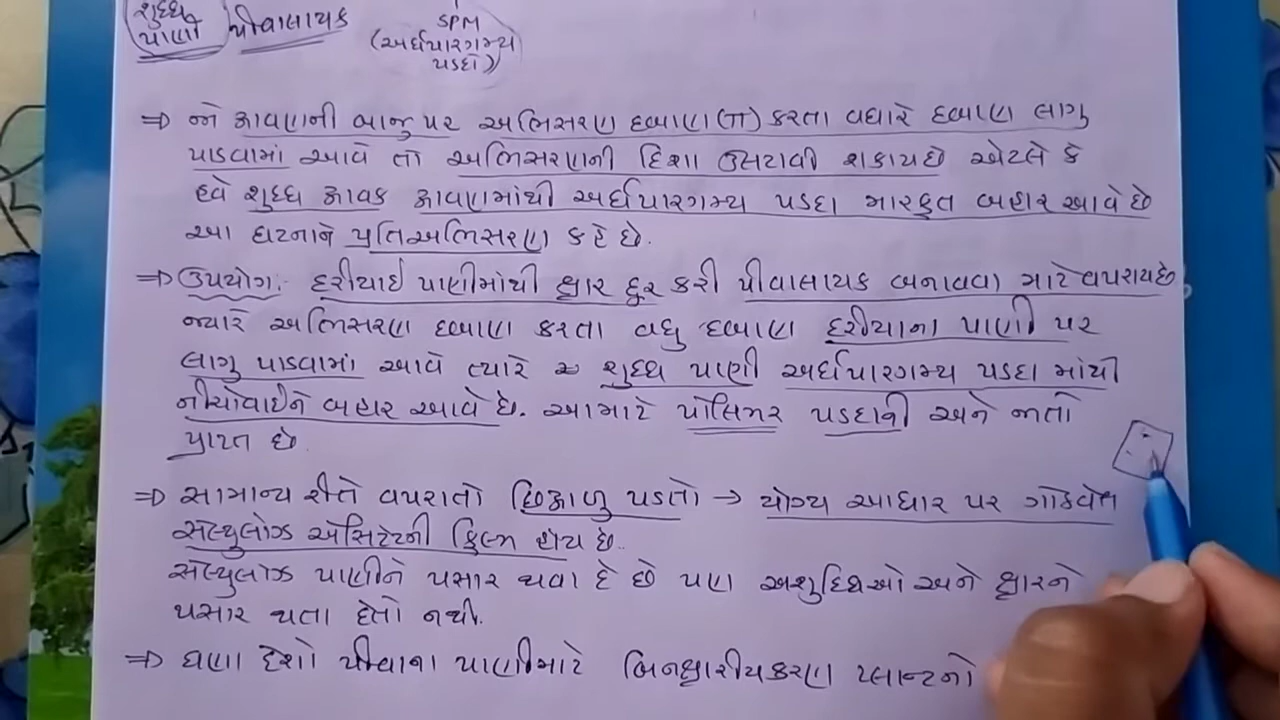 શુદ્ધ
પાણી પીવાલાયક
SPM
(અર્ધપારગમ્ય
પડદો)
⇒ જો દ્રાવણની બાજુ પર અભિસરણ દબાણ(π) કરતા વધારે દબાણ લાગુ
પાડવામાં આવે તો અભિસરણની દિશા ઉલટાવી શકાય છે એટલે કે
હવે શુદ્ધ દ્રાવક દ્રાવણમાંથી અર્ધપારગમ્ય પડદા મારફત બહાર આવે છે
આ ઘટનાને પ્રતિઅભિસરણ કહે છે.
⇒ ઉપયોગ:- દરીયાઈ પાણીમાંથી ક્ષાર દુર કરી પીવાલાયક બનાવવા માટે વપરાય છે
જ્યારે અભિસરણ દબાણ કરતા વધુ દબાણ દરીયાના પાણી પર
લાગુ પાડવામાં આવે ત્યારે શુદ્ધ પાણી અર્ધપારગમ્ય પડદા માંથી
નીચોવાઈને બહાર આવે છે. આ માટે પોલિમર પડદાની અને જાતો
પ્રાપ્ત છે.
⇒ સામાન્ય રીતે વપરાતો છિદ્રાળુ પડતો → યોગ્ય આધાર પર ગોઠવેલ
સેલ્યુલોઝ એસિટેટની ફિલ્મ હોય છે.
સેલ્યુલોઝ પાણીને પસાર થવા દે છે પણ અશુદ્ધિઓ અને ક્ષારને
પસાર થતા દેતો નથી.
⇒ ઘણા દેશો પીવાના પાણીમાટે બિનક્ષારીયકરણ પ્લાન્ટનો